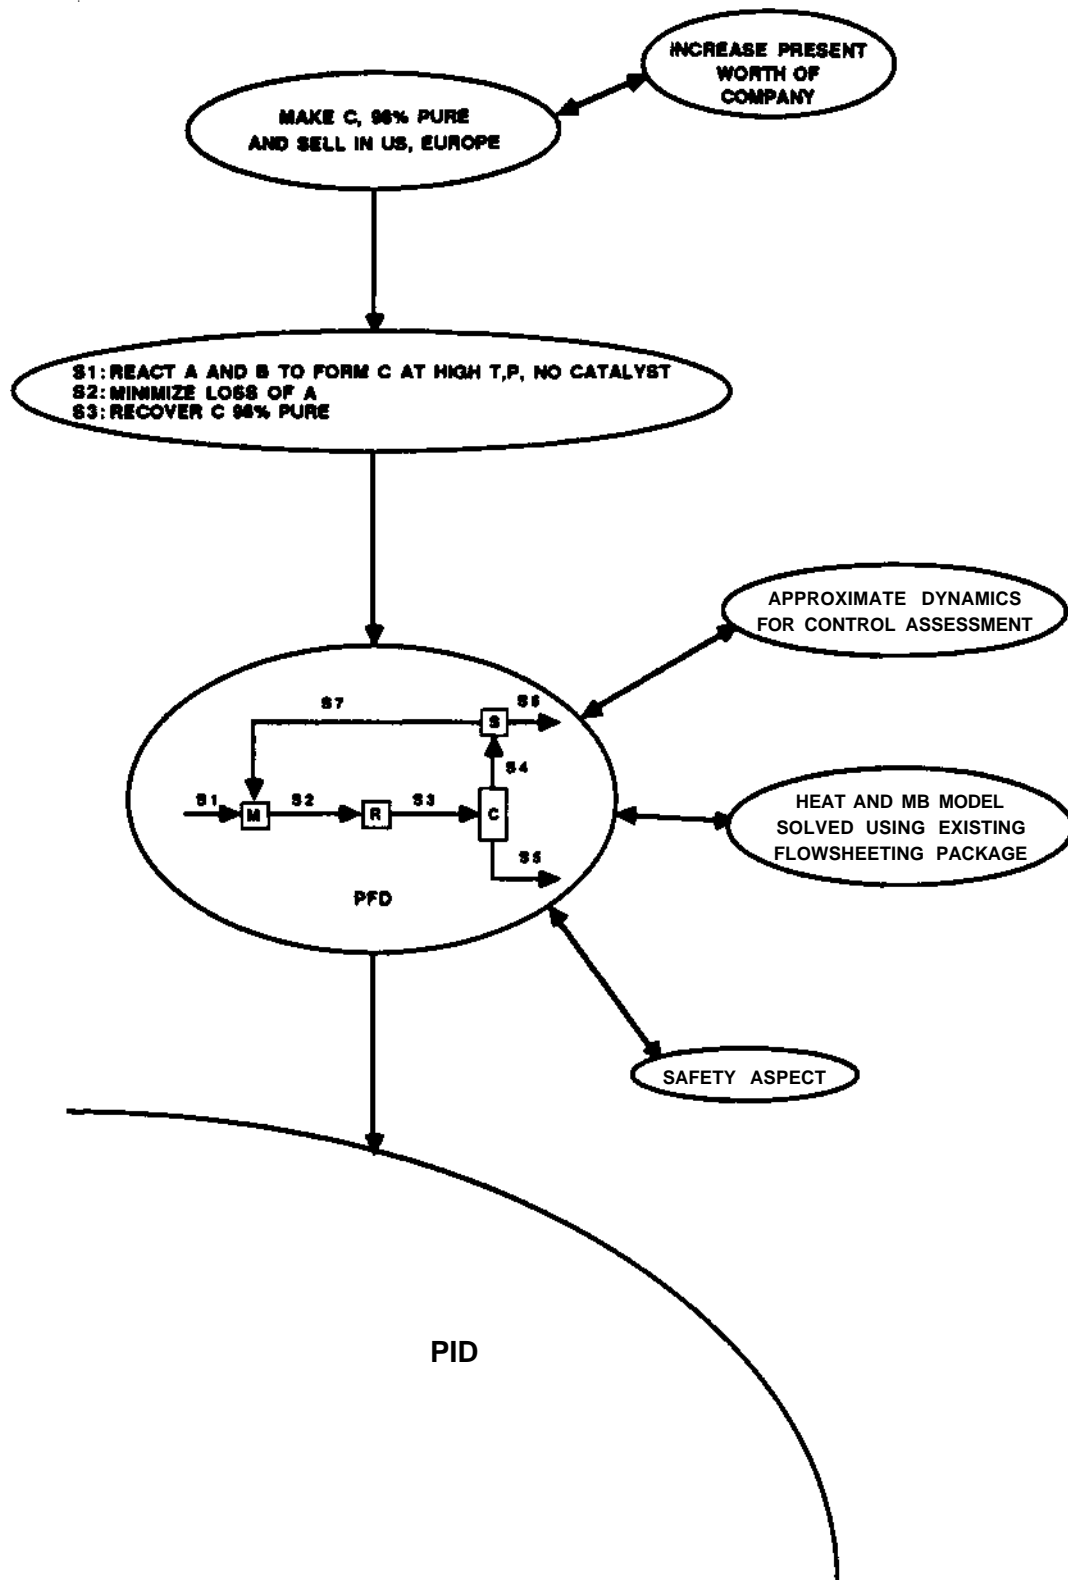 INCREASE PRESENT
WORTH OF
COMPANY
MAKE C, 98% PURE
AND SELL IN US, EUROPE
S1: REACT A AND B TO FORM C AT HIGH T,P, NO CATALYST
S2: MINIMIZE LOSS OF A
S3: RECOVER C 98% PURE
APPROXIMATE DYNAMICS
FOR CONTROL ASSESSMENT
S7
S6
S
S4
S1
M
S2
R
S3
C
S5
PFD
HEAT AND MB MODEL
SOLVED USING EXISTING
FLOWSHEETING PACKAGE
SAFETY ASPECT
PID